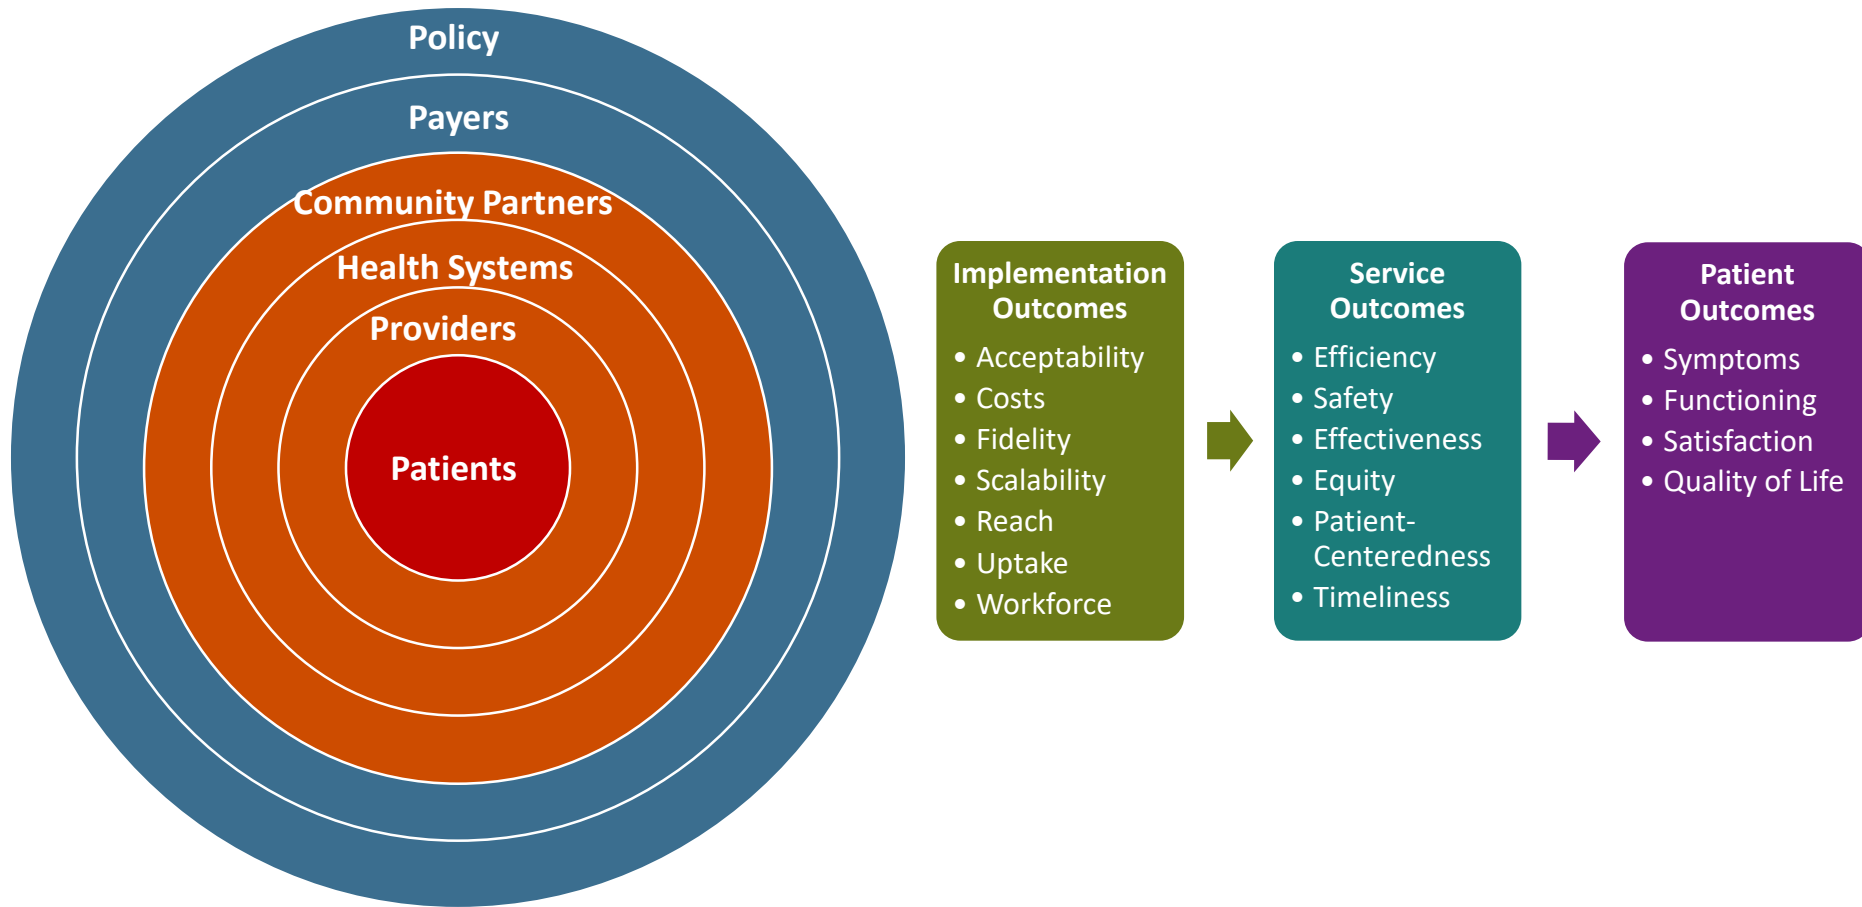 Policy
Payers
Community Partners
Health Systems
Providers
Patients
Implementation
Outcomes
• Acceptability
• Costs
• Fidelity
• Scalability
• Reach
• Uptake
• Workforce
Service
Outcomes
• Efficiency
• Safety
• Effectiveness
• Equity
• Patient-
Centeredness
• Timeliness
Patient
Outcomes
• Symptoms
• Functioning
• Satisfaction
• Quality of Life